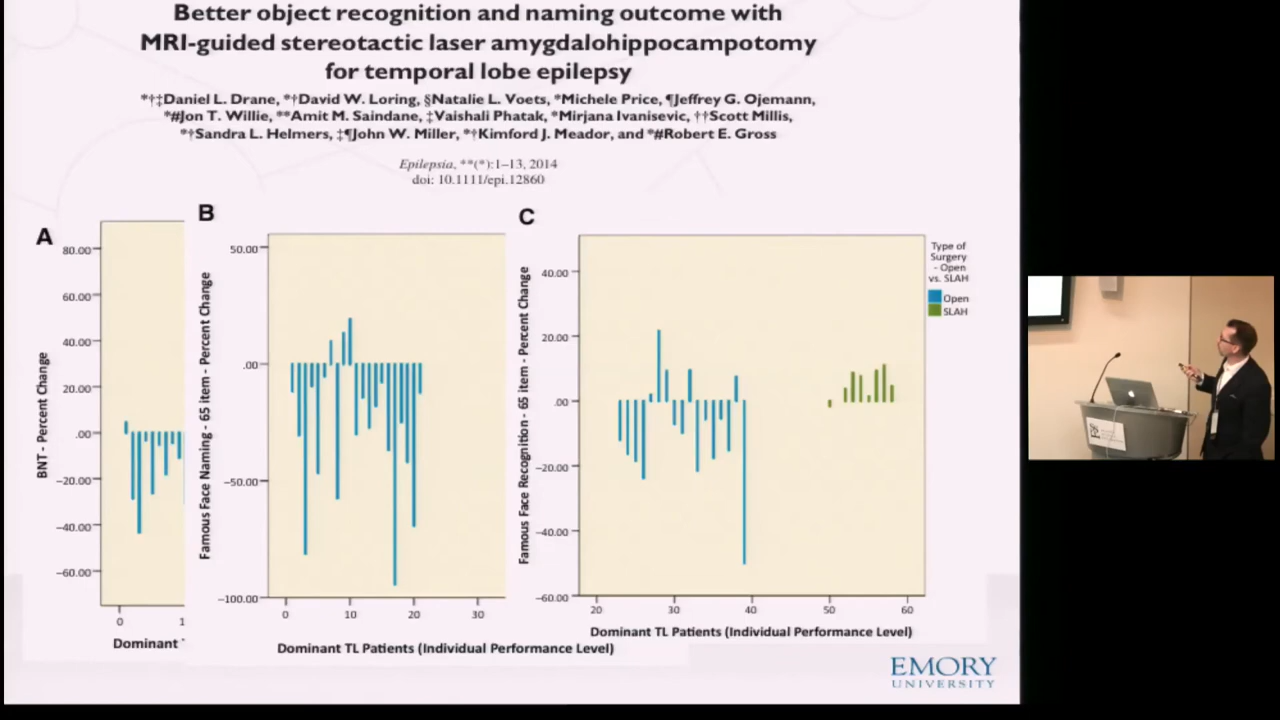 Better object recognition and naming outcome with
MRI-guided stereotactic laser amygdalohippocampotomy
for temporal lobe epilepsy
*†‡Daniel L. Drane, *†David W. Loring, §Natalie L. Voets, *Michele Price, ¶Jeffrey G. Ojemann,
*#Jon T. Willie, **Amit M. Saindane, ‡Vaishali Phatak, *Mirjana Ivanisevic, ††Scott Millis,
*†Sandra L. Helmers, ‡¶John W. Miller, *†Kimford J. Meador, and *#Robert E. Gross
Epilepsia, **(*):1–13, 2014
doi: 10.1111/epi.12860
A
80.00
60.00
40.00
20.00
.00
-20.00
-40.00
-60.00
BNT - Percent Change
0
1
Dominant
B
50.00
.00
-50.00
-100.00
Famous Face Naming - 65 item - Percent Change
0 10 20 30
Dominant TL Patients (Individual Performance Level)
C
40.00
20.00
.00
-20.00
-40.00
-60.00
Famous Face Recognition - 65 item - Percent Change
20 30 40 50 60
Dominant TL Patients (Individual Performance Level)
Type of
Surgery
- Open
vs. SLAH
Open
SLAH
EMORY
UNIVERSITY